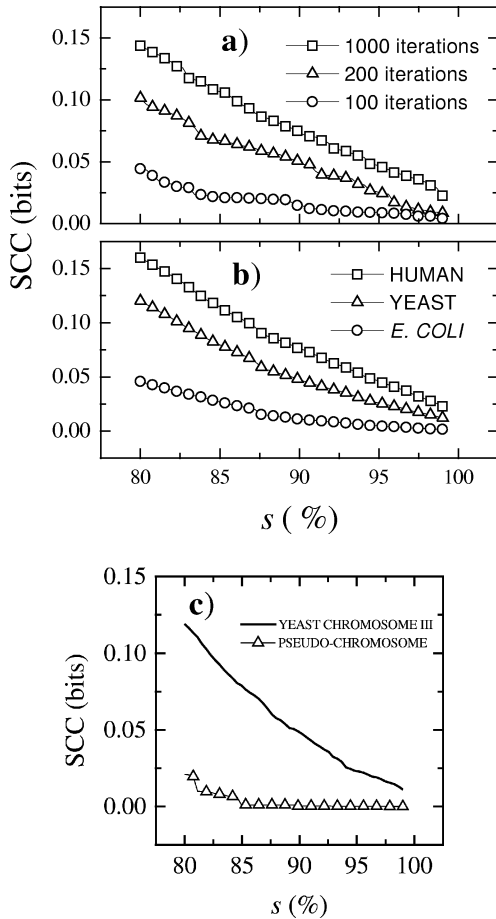 a)
1000 iterations
200 iterations
100 iterations
0.15
0.10
0.05
0.00
SCC (bits)
b)
HUMAN
YEAST
E. COLI
0.15
0.10
0.05
0.00
80 85 90 95 100
s ( %)
c)
YEAST CHROMOSOME III
PSEUDO-CHROMOSOME
0.15
0.10
0.05
0.00
SCC (bits)
80 85 90 95 100
s (%)